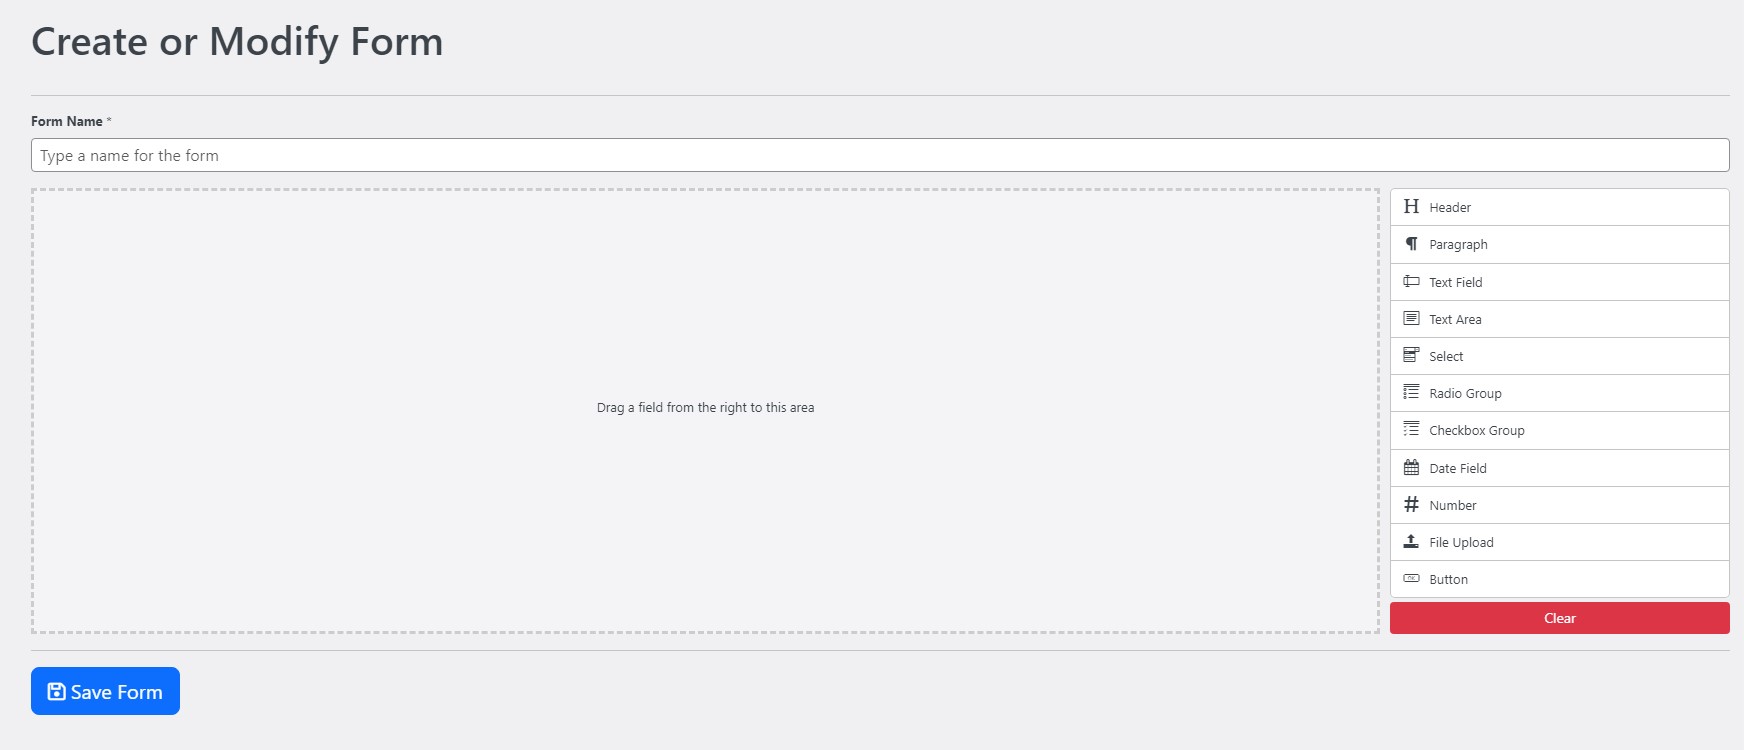 Create or Modify Form
Form Name *
Type a name for the form
Drag a field from the right to this area
Header
Paragraph
Text Field
Text Area
Select
Radio Group
Checkbox Group
Date Field
Number
File Upload
Button
Clear
Save Form